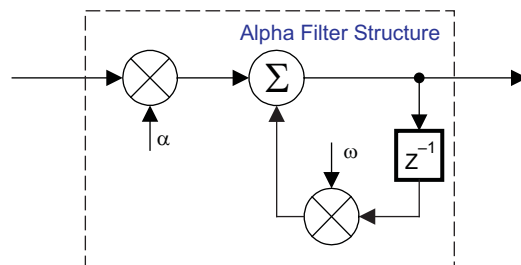 Alpha Filter Structure
Σ
α
ω
Z⁻¹